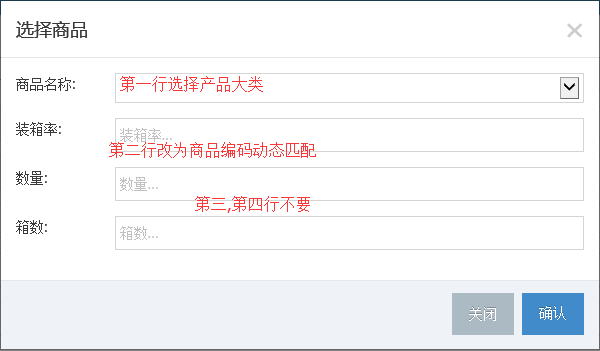 选择商品 ×
商品名称: 第一行选择产品大类
装箱率: 装箱率...
第二行改为商品编码动态匹配
数量: 数量...
第三,第四行不要
箱数: 箱数...
关闭 确认